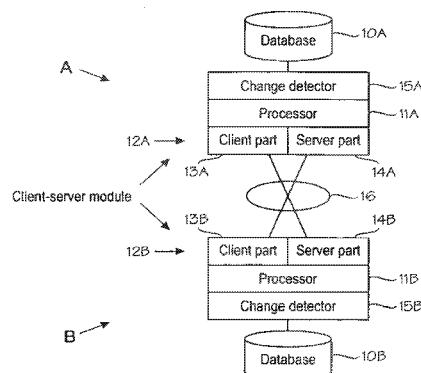 Database
10A
A
Change detector
15A
Processor
11A
12A
Client part
Server part
13A
14A
Client-server module
16
13B
14B
12B
Client part
Server part
Processor
11B
Change detector
15B
B
Database
10B